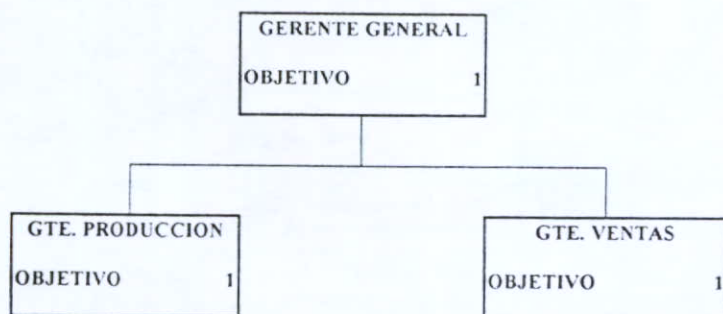 GERENTE GENERAL
OBJETIVO 1
GTE. PRODUCCION
OBJETIVO 1
GTE. VENTAS
OBJETIVO 1